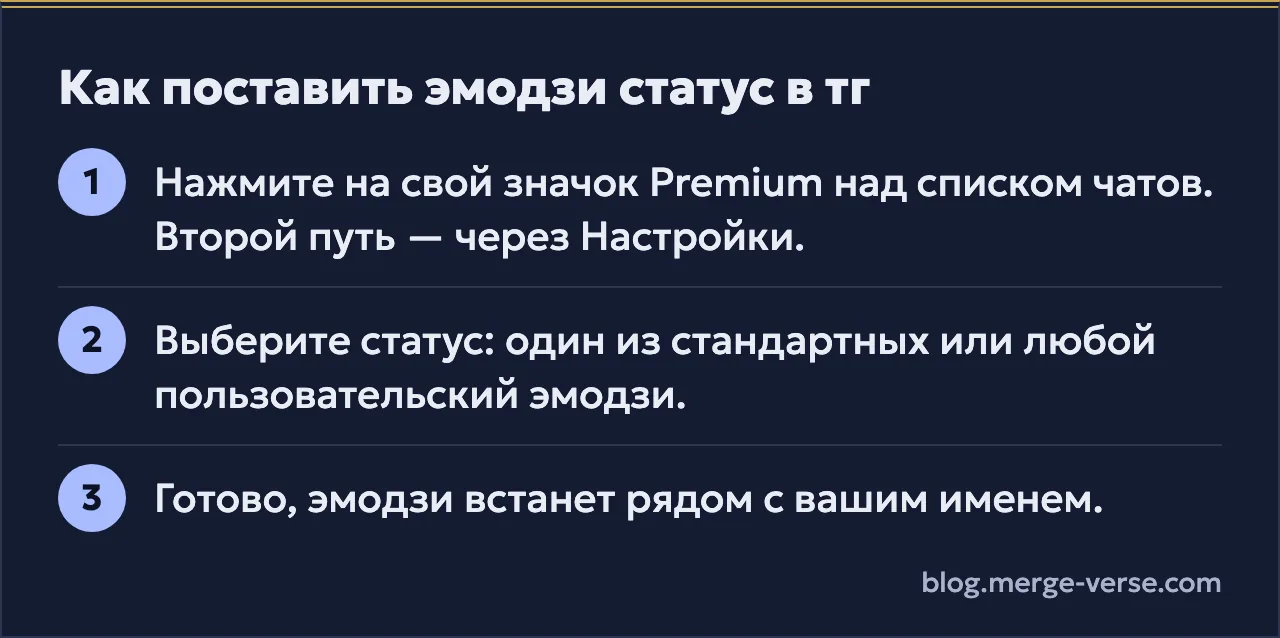 Как поставить эмодзи статус в тг
1
Нажмите на свой значок Premium над списком чатов.
Второй путь — через Настройки.
2
Выберите статус: один из стандартных или любой
пользовательский эмодзи.
3
Готово, эмодзи встанет рядом с вашим именем.
blog.merge-verse.com